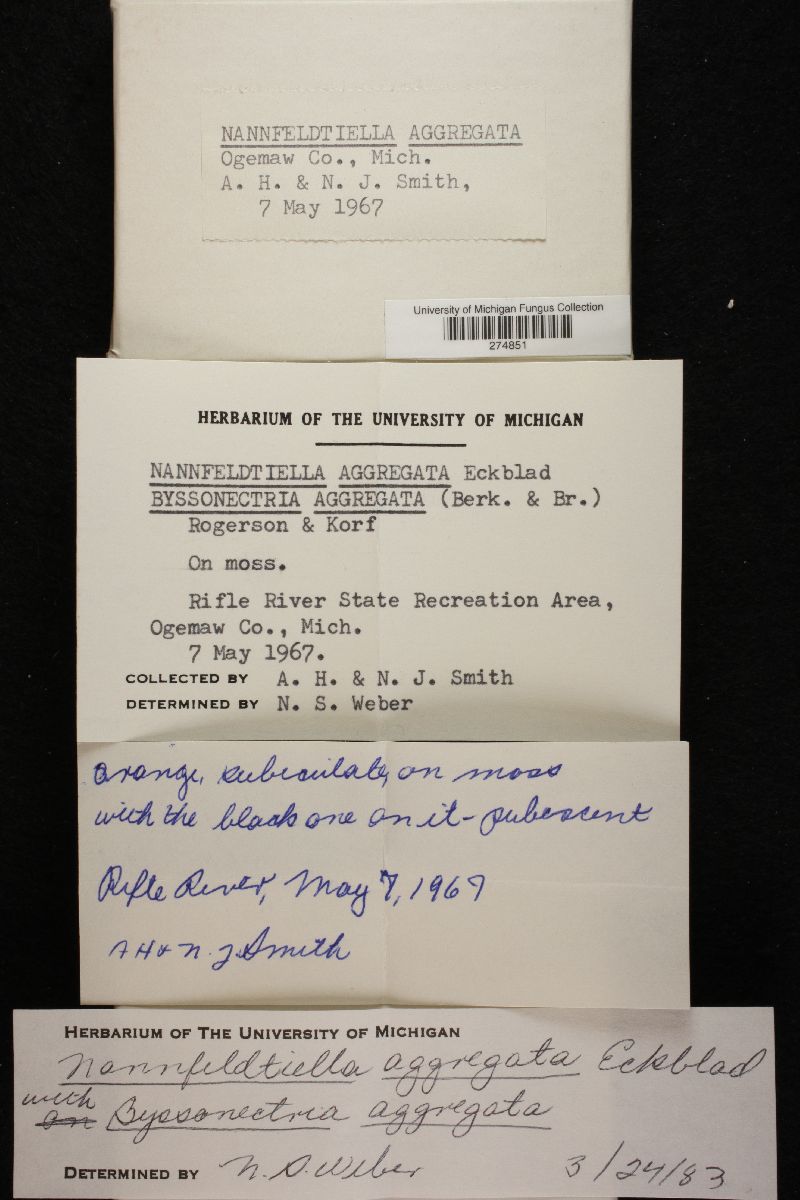 NANNFELDTIELLA AGGREGATA
Ogemaw Co., Mich.
A. H. & N. J. Smith,
7 May 1967
University of Michigan Fungus Collection
274851
HERBARIUM OF THE UNIVERSITY OF MICHIGAN
NANNFELDTIELLA AGGREGATA Eckblad
BYSSONECTRIA AGGREGATA (Berk. & Br.)
Rogerson & Korf
On moss.
Rifle River State Recreation Area,
Ogemaw Co., Mich.
7 May 1967.
COLLECTED BY A. H. & N. J. Smith
DETERMINED BY N. S. Weber
orange, subiculate, on moss
with the black one on it - pubescent
Rifle River, May 7, 1967
AH & N. J. Smith
HERBARIUM OF THE UNIVERSITY OF MICHIGAN
Nannfeldtiella aggregata Eckblad
with
on Byssonectria aggregata
DETERMINED BY N. S. Weber 3/24/83